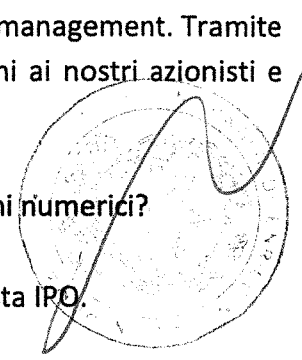 management. Tramite
ni ai nostri azionisti e
ni numerici?
ta IPO.